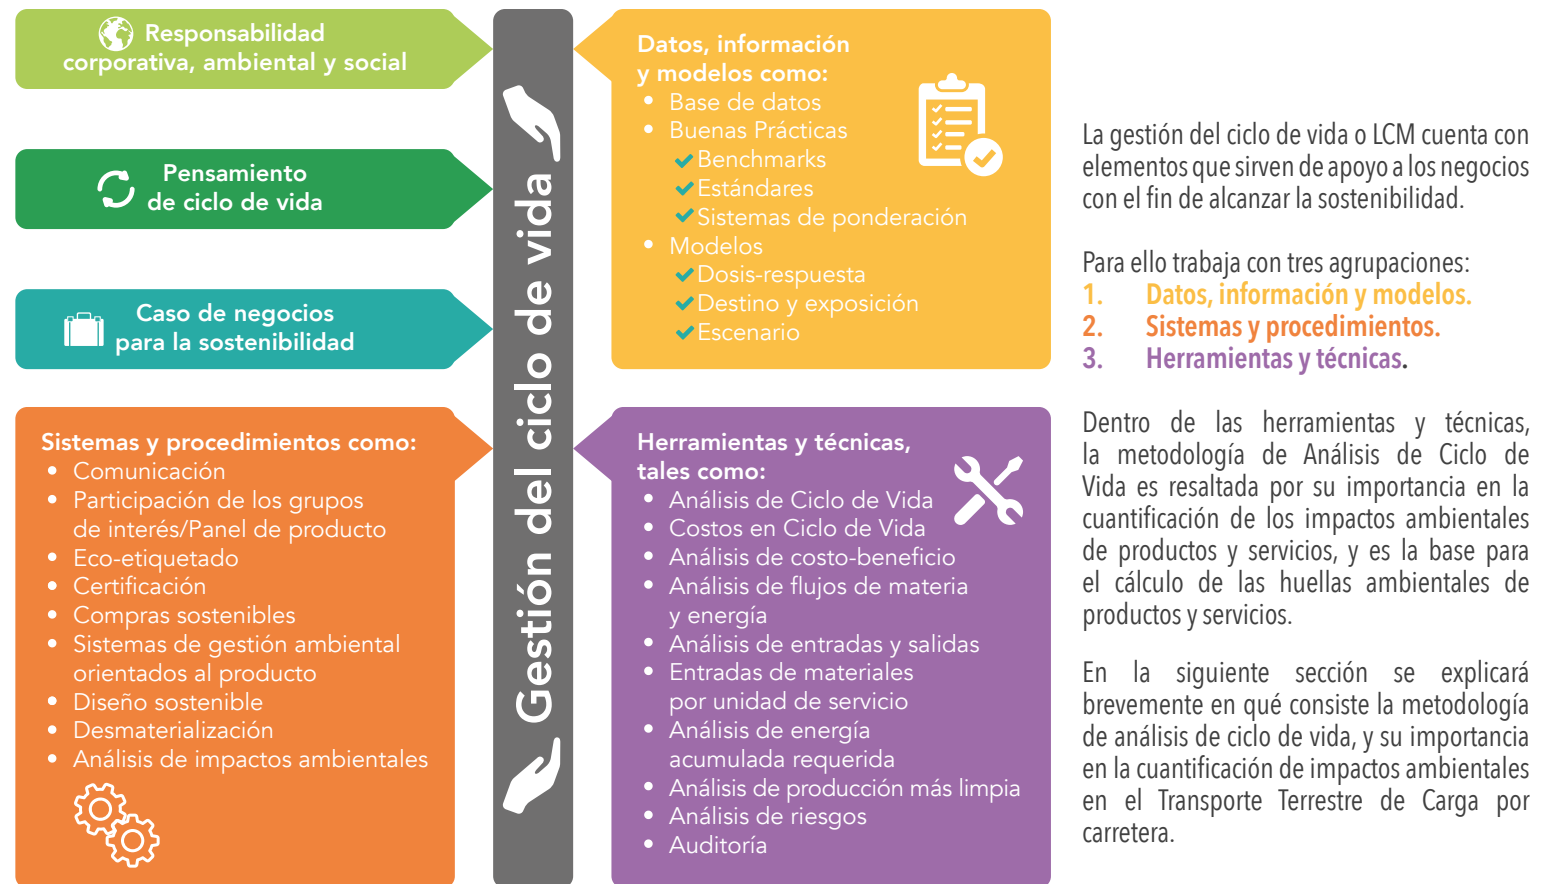 Responsabilidad
corporativa, ambiental y social
Pensamiento
de ciclo de vida
Caso de negocios
para la sostenibilidad
Sistemas y procedimientos como:
• Comunicación
• Participación de los grupos
de interés/Panel de producto
• Eco-etiquetado
• Certificación
• Compras sostenibles
• Sistemas de gestión ambiental
orientados al producto
• Diseño sostenible
• Desmaterialización
• Análisis de impactos ambientales
Gestión del ciclo de vida
Datos, información
y modelos como:
• Base de datos
• Buenas Prácticas
✔Benchmarks
✔Estándares
✔Sistemas de ponderación
• Modelos
✔Dosis-respuesta
✔Destino y exposición
✔Escenario
Herramientas y técnicas,
tales como:
• Análisis de Ciclo de Vida
• Costos en Ciclo de Vida
• Análisis de costo-beneficio
• Análisis de flujos de materia
y energía
• Análisis de entradas y salidas
• Entradas de materiales
por unidad de servicio
• Análisis de energía
acumulada requerida
• Análisis de producción más limpia
• Análisis de riesgos
• Auditoría
La gestión del ciclo de vida o LCM cuenta con
elementos que sirven de apoyo a los negocios
con el fin de alcanzar la sostenibilidad.
Para ello trabaja con tres agrupaciones:
1. Datos, información y modelos.
2. Sistemas y procedimientos.
3. Herramientas y técnicas.
Dentro de las herramientas y técnicas,
la metodología de Análisis de Ciclo de
Vida es resaltada por su importancia en la
cuantificación de los impactos ambientales
de productos y servicios, y es la base para
el cálculo de las huellas ambientales de
productos y servicios.
En la siguiente sección se explicará
brevemente en qué consiste la metodología
de análisis de ciclo de vida, y su importancia
en la cuantificación de impactos ambientales
en el Transporte Terrestre de Carga por
carretera.